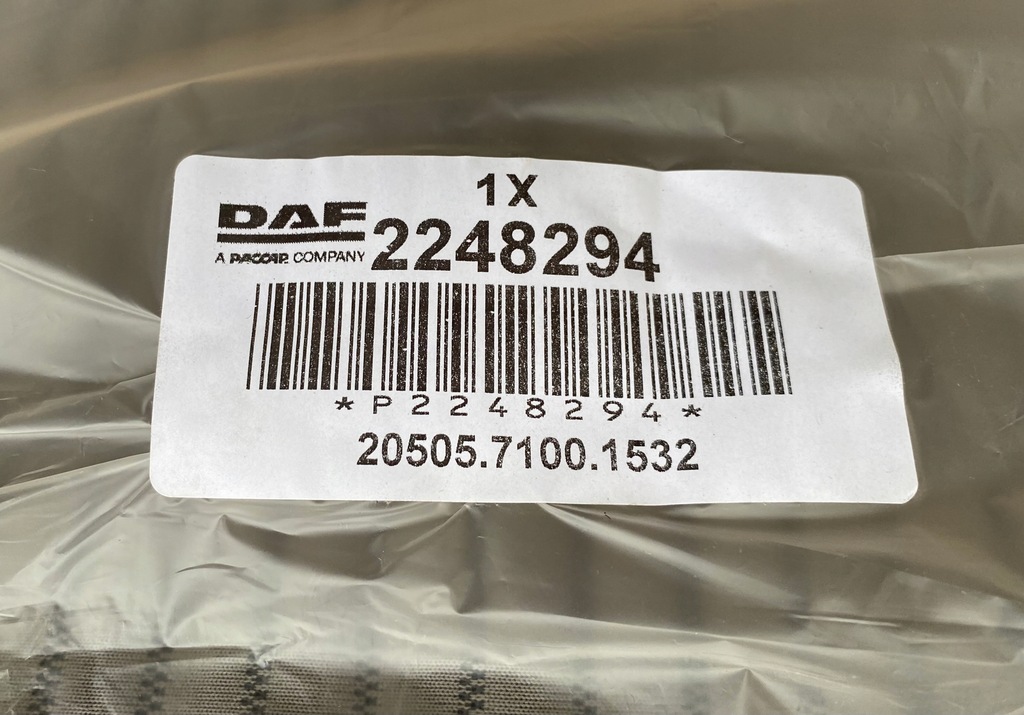 1X
DAF
A PACCAR COMPANY
2248294
*P2248294*
20505.7100.1532